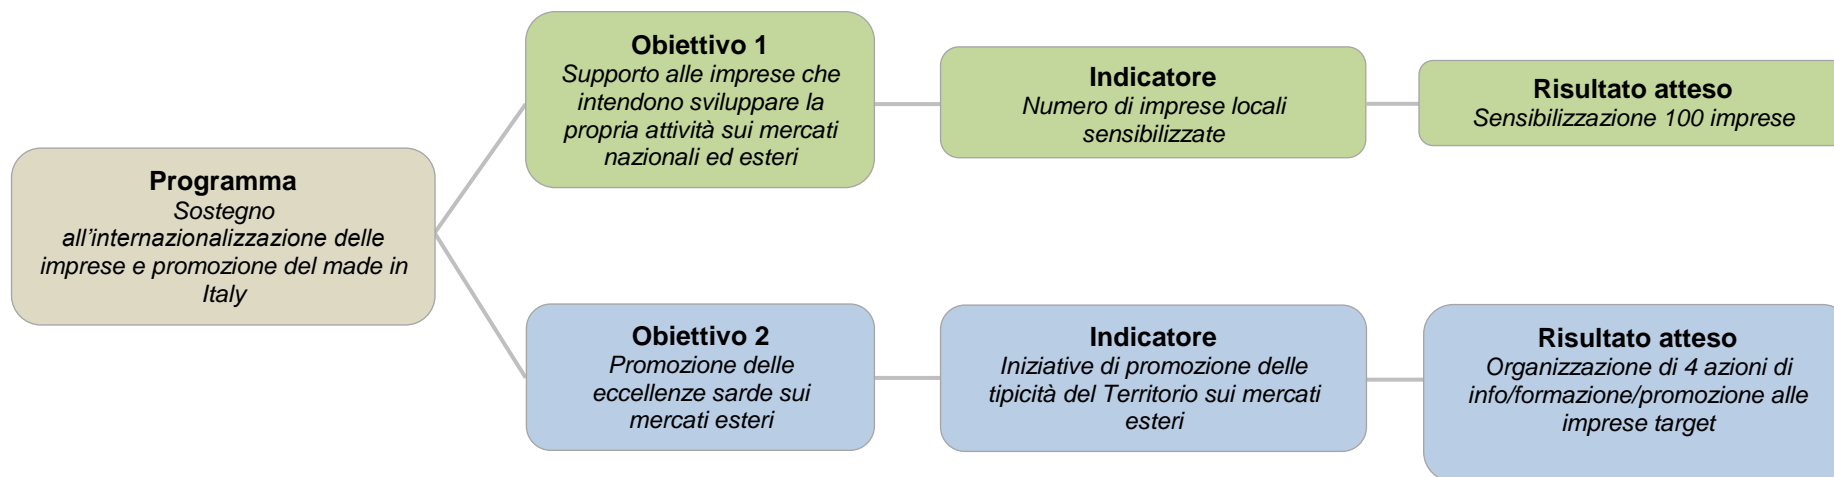 Programma
Sostegno
all’internazionalizzazione delle
imprese e promozione del made in
Italy
Obiettivo 1
Supporto alle imprese che
intendono sviluppare la
propria attività sui mercati
nazionali ed esteri
Indicatore
Numero di imprese locali
sensibilizzate
Risultato atteso
Sensibilizzazione 100 imprese
Obiettivo 2
Promozione delle
eccellenze sarde sui
mercati esteri
Indicatore
Iniziative di promozione delle
tipicità del Territorio sui mercati
esteri
Risultato atteso
Organizzazione di 4 azioni di
info/formazione/promozione alle
imprese target